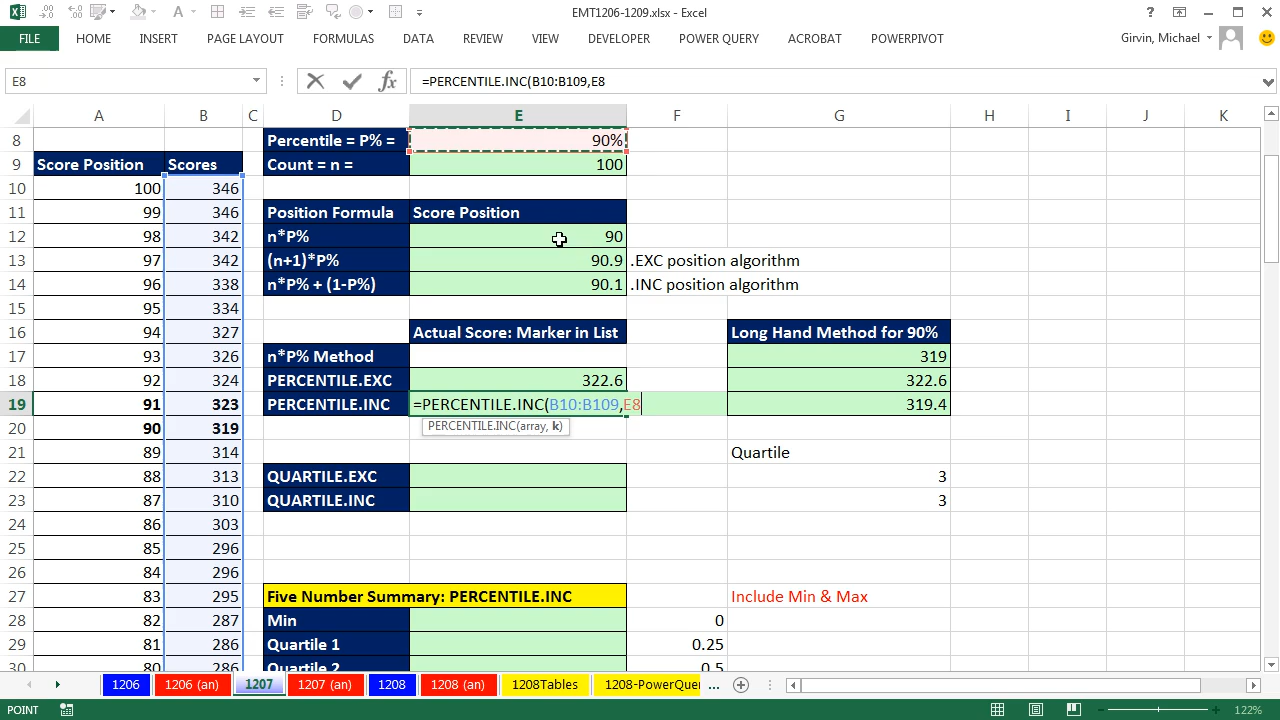 EMT1206-1209.xlsx - Excel
FILE HOME INSERT PAGE LAYOUT FORMULAS DATA REVIEW VIEW DEVELOPER POWER QUERY ACROBAT POWERPIVOT Girvin, Michael
E8 fx =PERCENTILE.INC(B10:B109,E8
A B C D E F G H I J K
8 Percentile = P% = 90%
9 Score Position Scores Count = n = 100
10 100 346
11 99 346 Position Formula Score Position
12 98 342 n*P% 90
13 97 342 (n+1)*P% 90.9 .EXC position algorithm
14 96 338 n*P% + (1-P%) 90.1 .INC position algorithm
15 95 334
16 94 327 Actual Score: Marker in List Long Hand Method for 90%
17 93 326 n*P% Method 319
18 92 324 PERCENTILE.EXC 322.6 322.6
19 91 323 PERCENTILE.INC =PERCENTILE.INC(B10:B109,E8 319.4
20 90 319 PERCENTILE.INC(array, k)
21 89 314 Quartile
22 88 313 QUARTILE.EXC 3
23 87 310 QUARTILE.INC 3
24 86 303
25 85 296
26 84 296
27 83 295 Five Number Summary: PERCENTILE.INC Include Min & Max
28 82 287 Min 0
29 81 286 Quartile 1 0.25
30 80 286 Quartile 2 0.5
1206 1206 (an) 1207 1207 (an) 1208 1208 (an) 1208Tables 1208-PowerQuer ...
POINT 122%